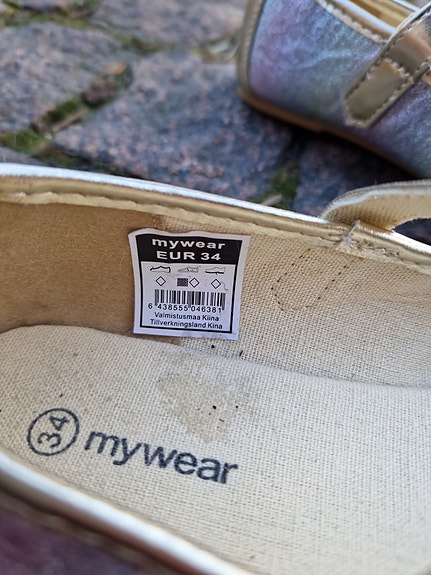 mywear
EUR 34
6 438555 046381
Valmistusmaa Kiina
Tillverkningsland Kina
34 mywear